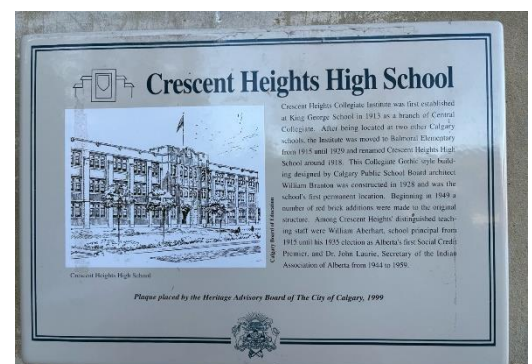 Crescent Heights High School
Crescent Heights Collegiate Institute was first established
at King George School in 1913 as a branch of Central
Collegiate. After being located at two other Calgary
schools, the Institute was moved to Balmoral Elementary
from 1915 until 1929 and renamed Crescent Heights High
School around 1918. This Collegiate Gothic style build-
ing designed by Calgary Public School Board architect
William Branton was constructed in 1928 and was the
school's first permanent location. Beginning in 1949 a
number of red brick additions were made to the original
structure. Among Crescent Heights' distinguished teach-
ing staff were William Aberhart, school principal from
1915 until his 1935 election as Alberta's first Social Credit
Premier, and Dr. John Laurie, Secretary of the Indian
Association of Alberta from 1944 to 1959.
Calgary Board of Education
Crescent Heights High School
Plaque placed by the Heritage Advisory Board of The City of Calgary, 1999